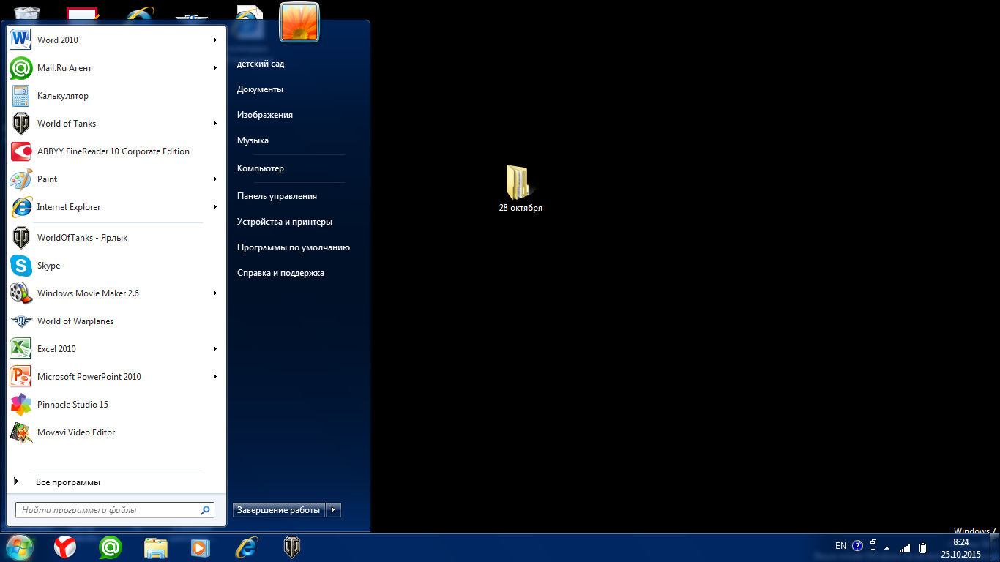 Word 2010
Mail.Ru Агент
Калькулятор
World of Tanks
ABBYY FineReader 10 Corporate Edition
Paint
Internet Explorer
WorldOfTanks - Ярлык
Skype
Windows Movie Maker 2.6
World of Warplanes
Excel 2010
Microsoft PowerPoint 2010
Pinnacle Studio 15
Movavi Video Editor
Все программы
Найти программы и файлы
детский сад
Документы
Изображения
Музыка
Компьютер
Панель управления
Устройства и принтеры
Программы по умолчанию
Справка и поддержка
Завершение работы
28 октября
Windows 7
EN
8:24
25.10.2015